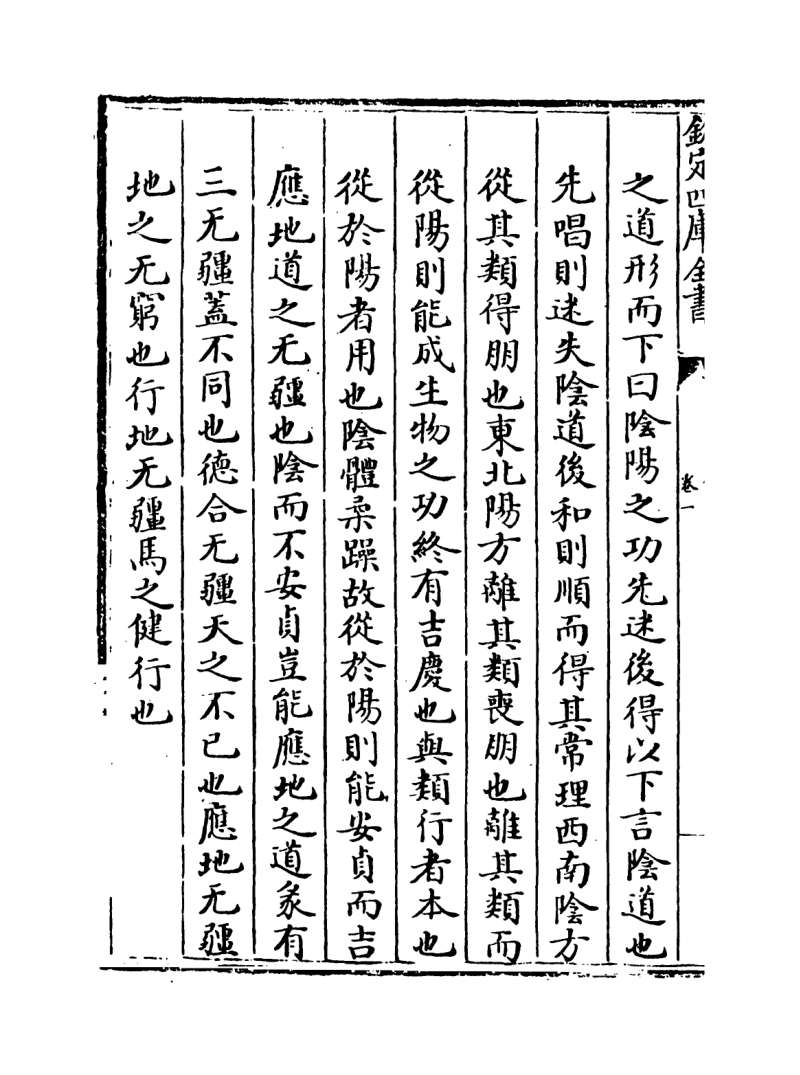 欽定四庫全書
卷一
之道形而下曰陰陽之功先迷後得以下言陰道也
先唱則迷失陰道後和則順而得其常理西南陰方
從其類得朋也東北陽方離其類喪朋也離其類而
從陽則能成生物之功終有吉慶也與類行者本也
從於陽者用也陰體柔躁故從於陽則能安貞而吉
應地道之无疆也陰而不安貞豈能應地之道彖有
三无疆蓋不同也德合无疆天之不已也應地无疆
地之无窮也行地无疆馬之健行也